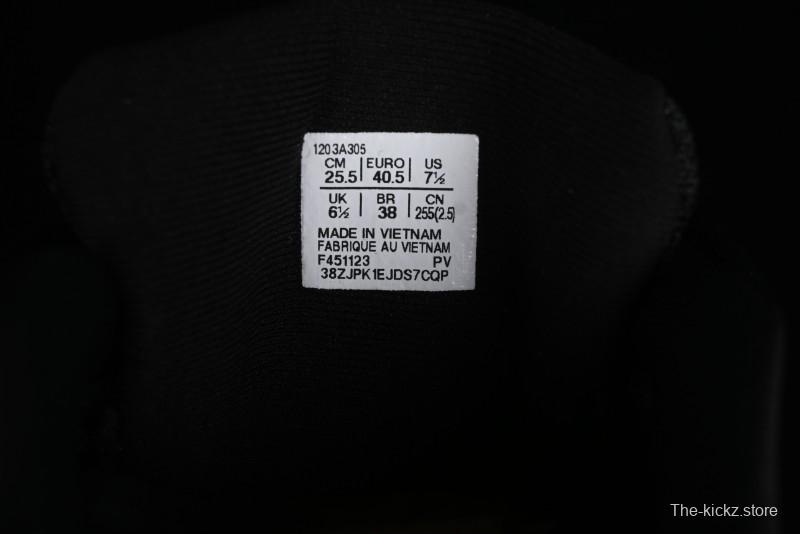 1203A305
CM | EURO | US
25.5 | 40.5 | 7½
UK | BR | CN
6½ | 38 | 255(2.5)
MADE IN VIETNAM
FABRIQUE AU VIETNAM
F451123 PV
38ZJPK1EJDS7CQP
The-kickz.store